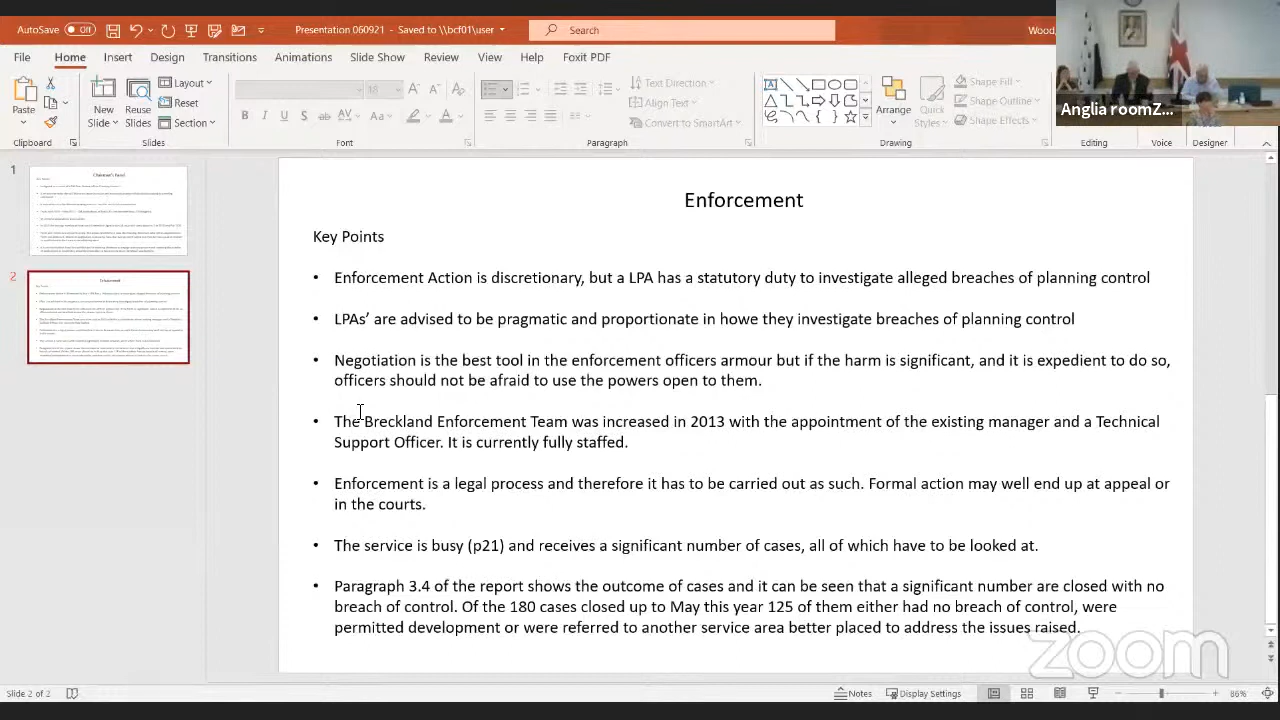 AutoSave Off Presentation 060921 - Saved to \\bcf01\user Search Wood,
File Home Insert Design Transitions Animations Slide Show Review View Help Foxit PDF
Paste New Slide Reuse Slides Layout Reset Section
Text Direction Align Text Convert to SmartArt
Arrange Quick Styles Shape Fill Shape Outline Shape Effects
Anglia roomZ...
Clipboard Slides Font Paragraph Drawing Editing Voice Designer
1
2
Enforcement
Key Points
• Enforcement Action is discretionary, but a LPA has a statutory duty to investigate alleged breaches of planning control
• LPAs’ are advised to be pragmatic and proportionate in howe they investigate breaches of planning control
• Negotiation is the best tool in the enforcement officers armour but if the harm is significant, and it is expedient to do so,
officers should not be afraid to use the powers open to them.
• The Breckland Enforcement Team was increased in 2013 with the appointment of the existing manager and a Technical
Support Officer. It is currently fully staffed.
• Enforcement is a legal process and therefore it has to be carried out as such. Formal action may well end up at appeal or
in the courts.
• The service is busy (p21) and receives a significant number of cases, all of which have to be looked at.
• Paragraph 3.4 of the report shows the outcome of cases and it can be seen that a significant number are closed with no
breach of control. Of the 180 cases closed up to May this year 125 of them either had no breach of control, were
permitted development or were referred to another service area better placed to address the issues raised.
zoom
Slide 2 of 2 Notes Display Settings 86%